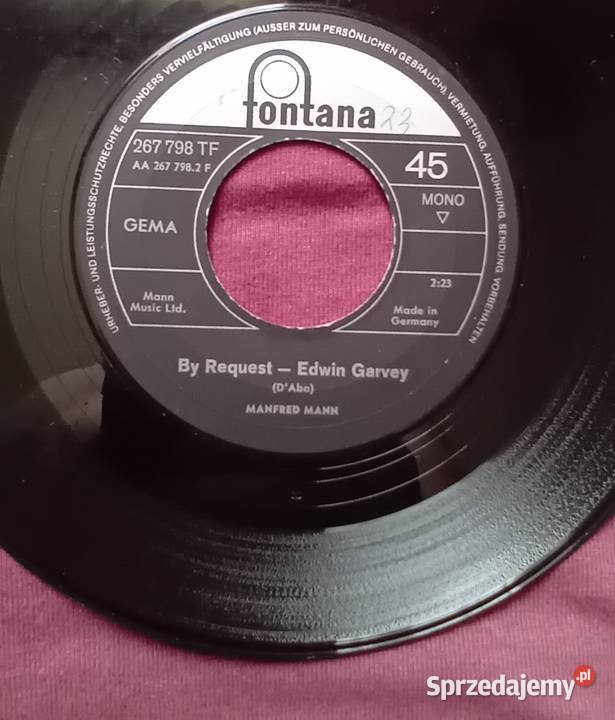 URHEBER- UND LEISTUNGSSCHUTZRECHTE, BESONDERS VERVIELFÄLTIGUNG (AUSSER ZUM PERSÖNLICHEN GEBRAUCH), VERMIETUNG, AUFFÜHRUNG, SENDUNG VORBEHALTEN
fontana 23
267 798 TF
AA 267 798.2 F
45
MONO
▽
GEMA
2:23
Mann
Music Ltd.
Made in
Germany
By Request — Edwin Garvey
(D'Abo)
MANFRED MANN
Sprzedajemy.pl